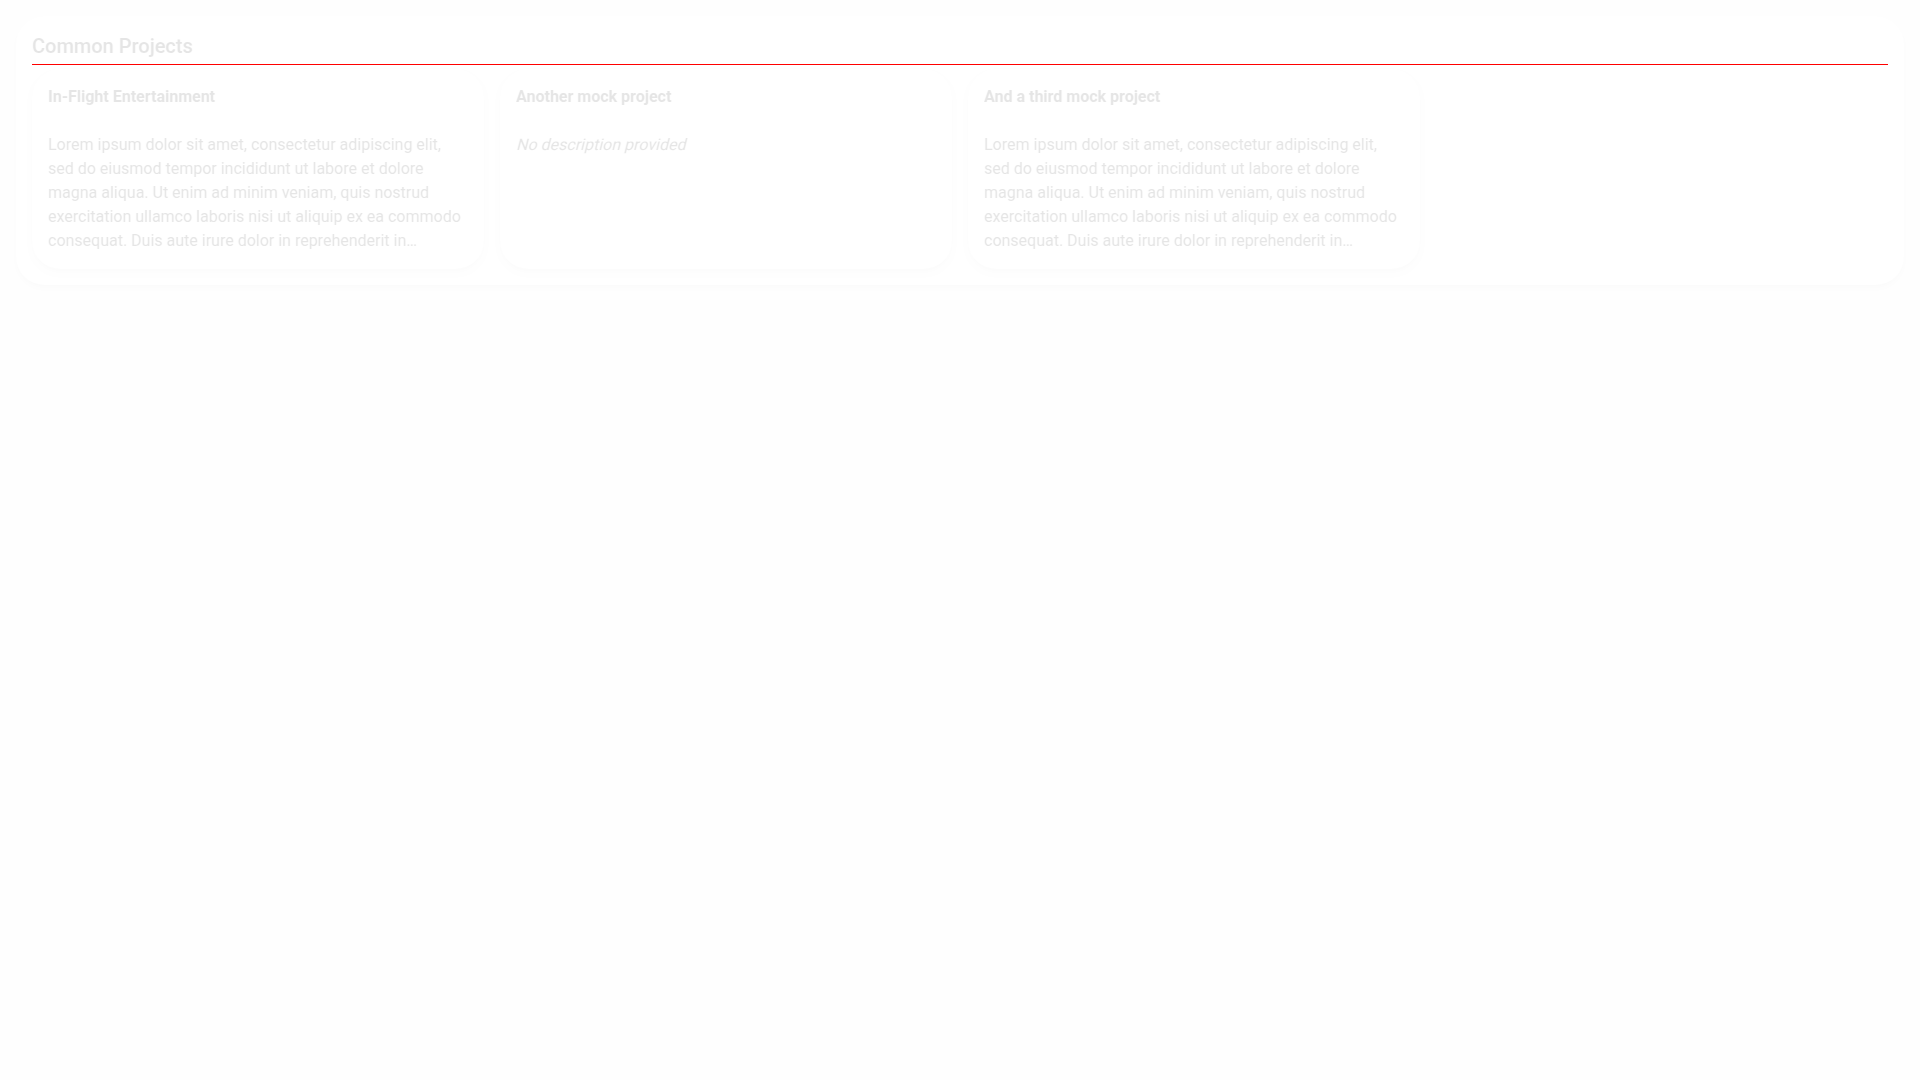 Common Projects
In-Flight Entertainment
Lorem ipsum dolor sit amet, consectetur adipiscing elit,
sed do eiusmod tempor incididunt ut labore et dolore
magna aliqua. Ut enim ad minim veniam, quis nostrud
exercitation ullamco laboris nisi ut aliquip ex ea commodo
consequat. Duis aute irure dolor in reprehenderit in…
Another mock project
No description provided
And a third mock project
Lorem ipsum dolor sit amet, consectetur adipiscing elit,
sed do eiusmod tempor incididunt ut labore et dolore
magna aliqua. Ut enim ad minim veniam, quis nostrud
exercitation ullamco laboris nisi ut aliquip ex ea commodo
consequat. Duis aute irure dolor in reprehenderit in…